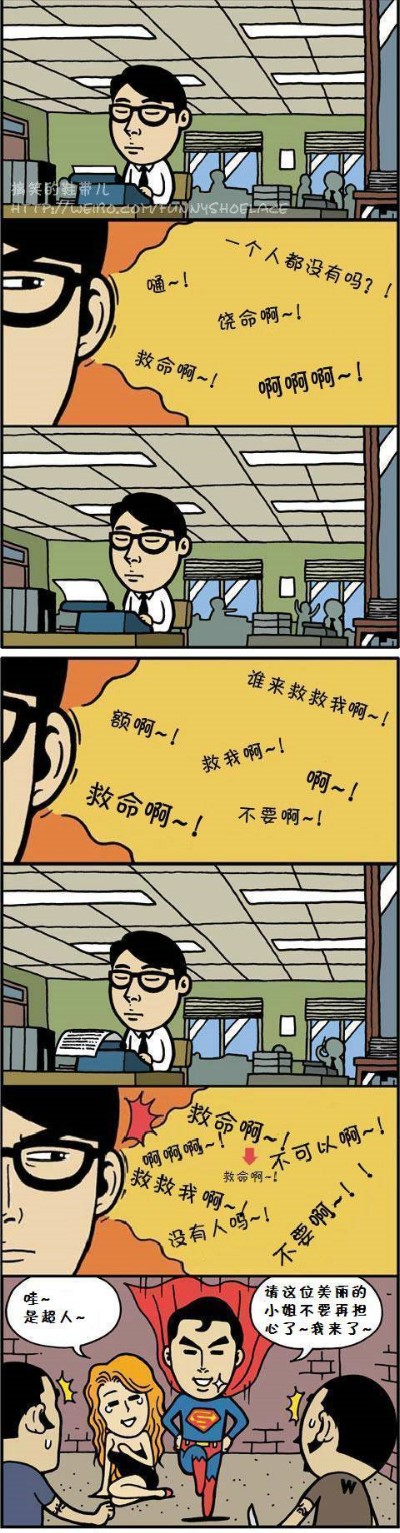 搞笑的鞋带儿
HTTP://WEIBO.COM/FUNNYSHOELACE
一个人都没有吗?!
嗵~!
饶命啊~!
救命啊~!
啊啊啊~!
谁来救救我啊~!
额啊~!
救我啊~!
啊~!
救命啊~!
不要啊~!
救命啊~!
啊啊啊~!
不可以啊~!
救命啊~!
救救我啊~!
没有人吗~!
不要啊~!!
哇~
是超人~
请这位美丽的
小姐不要再担
心了~我来了~
W